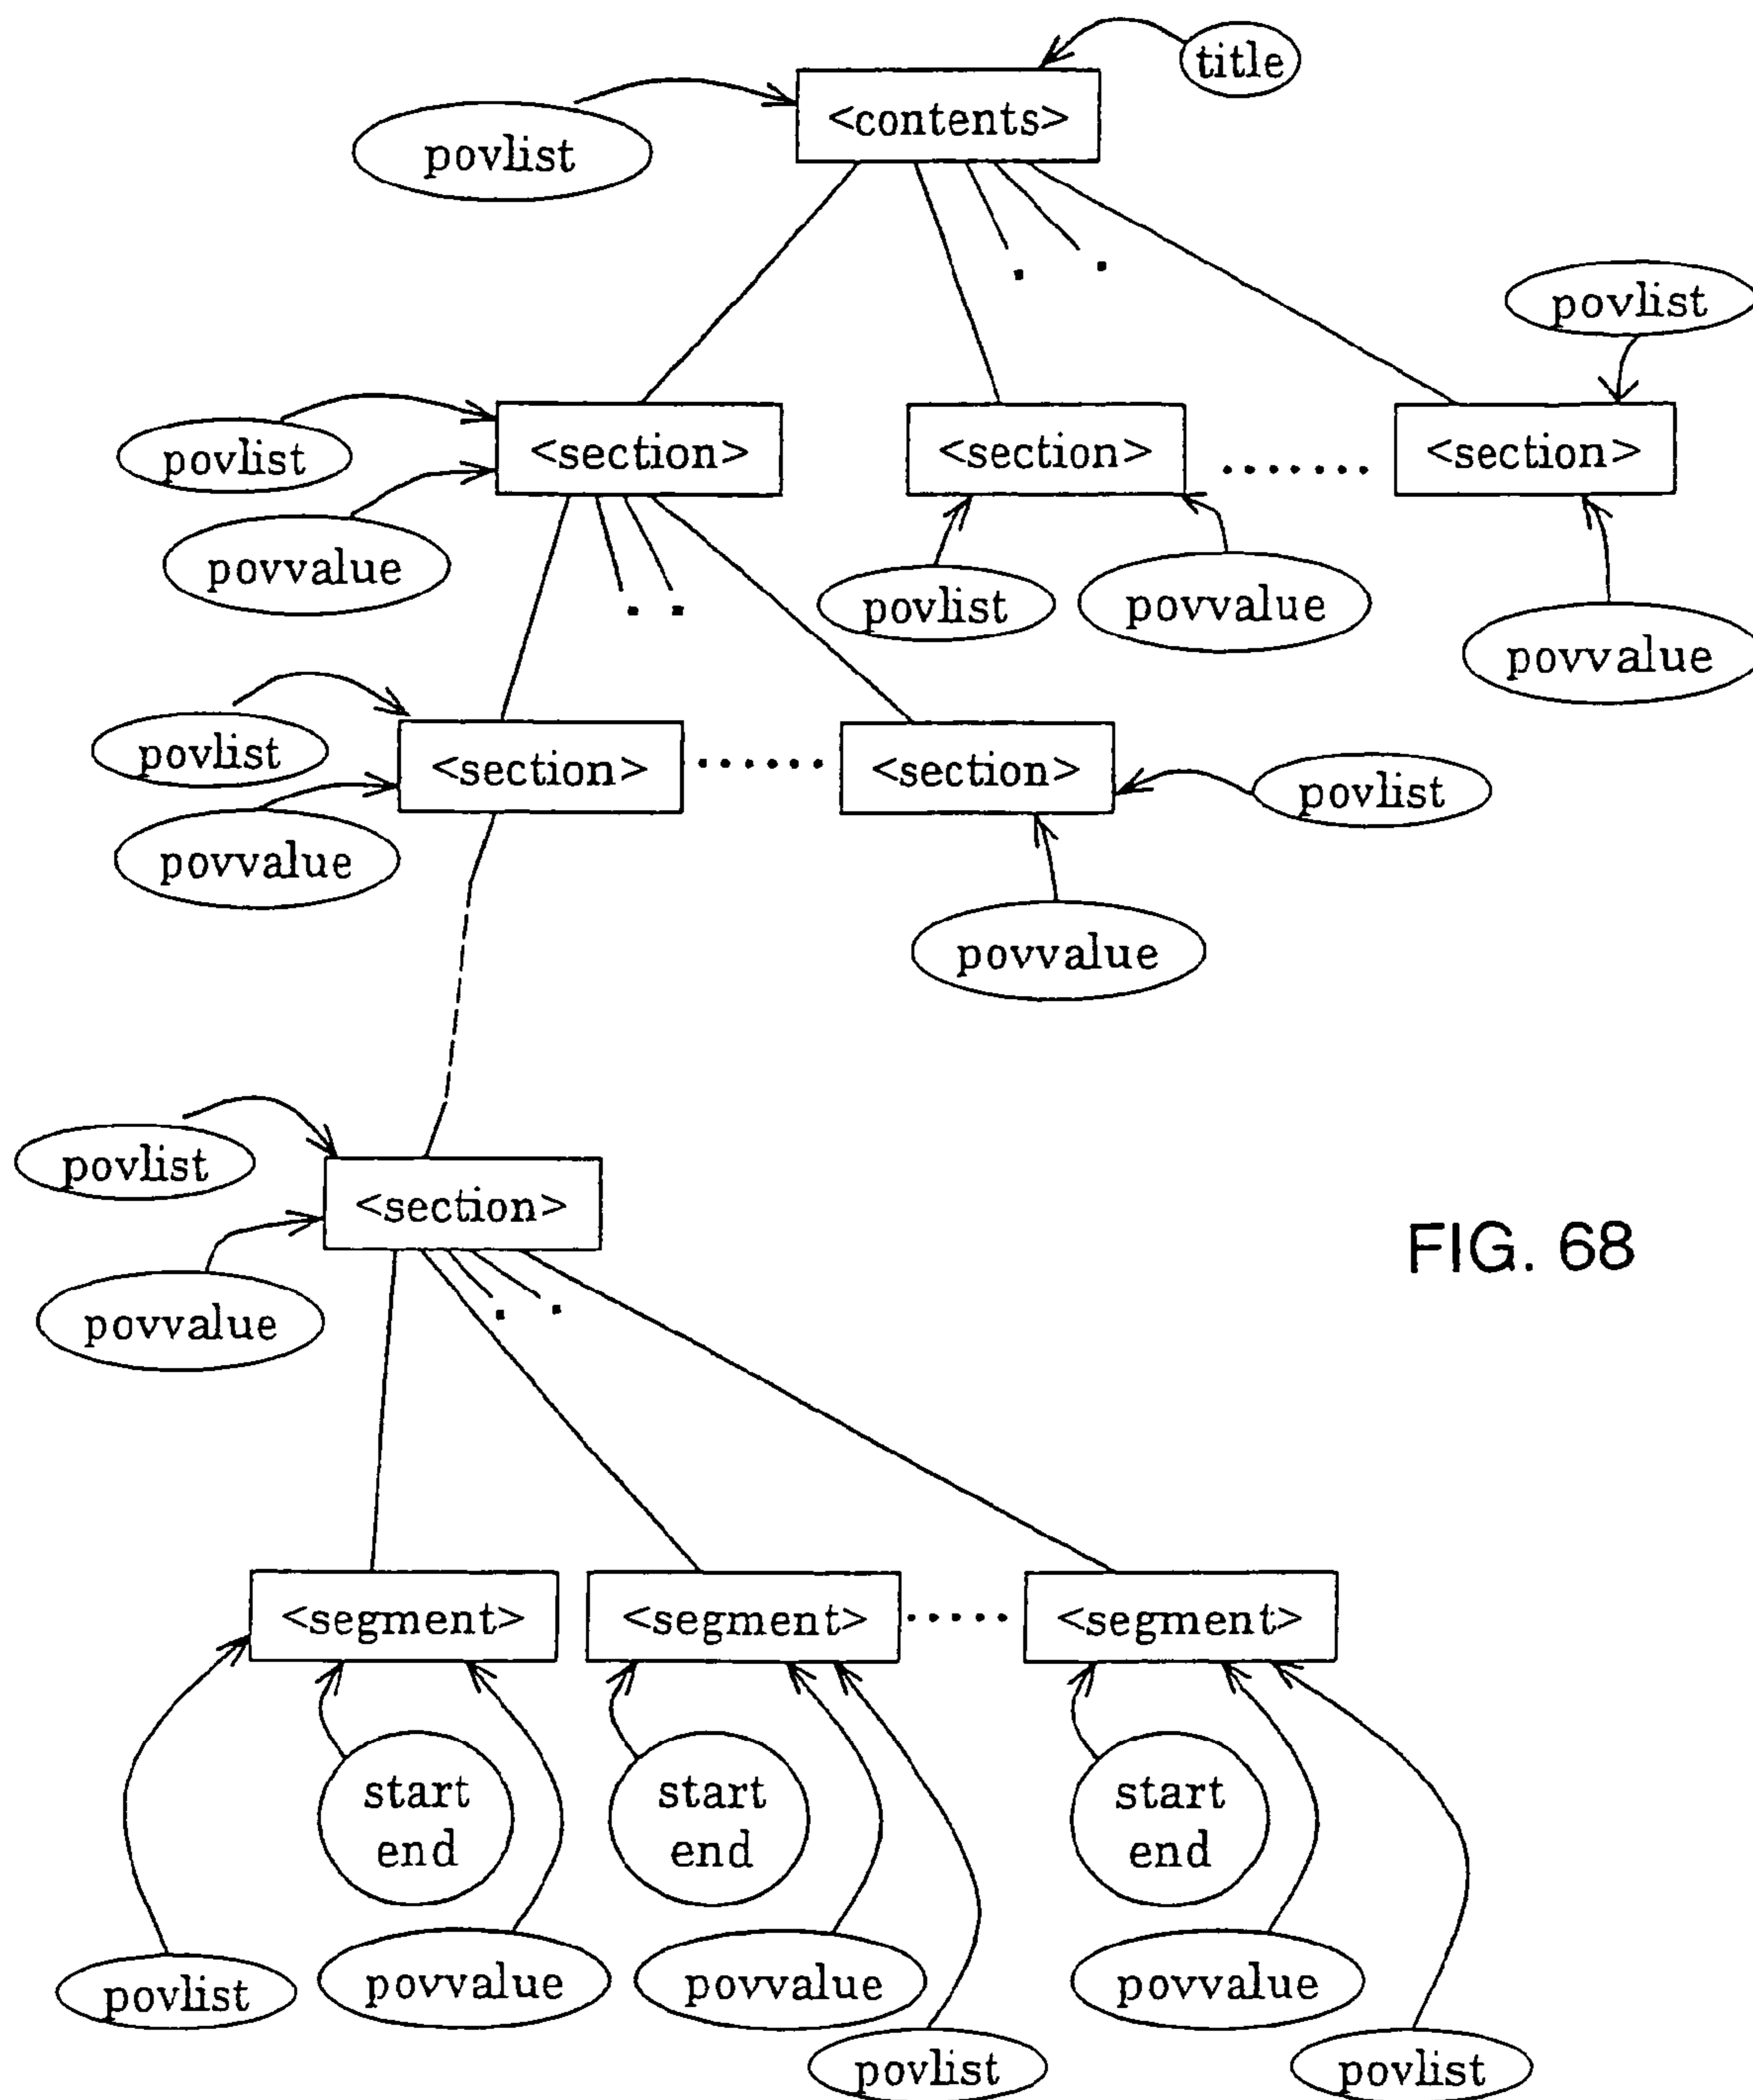 title
<contents>
povlist
povlist
povlist
<section>
<section>
<section>
povvalue
povlist
povvalue
povvalue
povlist
<section>
<section>
povlist
povvalue
povvalue
povlist
<section>
povvalue
FIG. 68
<segment>
<segment>
<segment>
start
end
start
end
start
end
povlist
povvalue
povvalue
povvalue
povlist
povlist